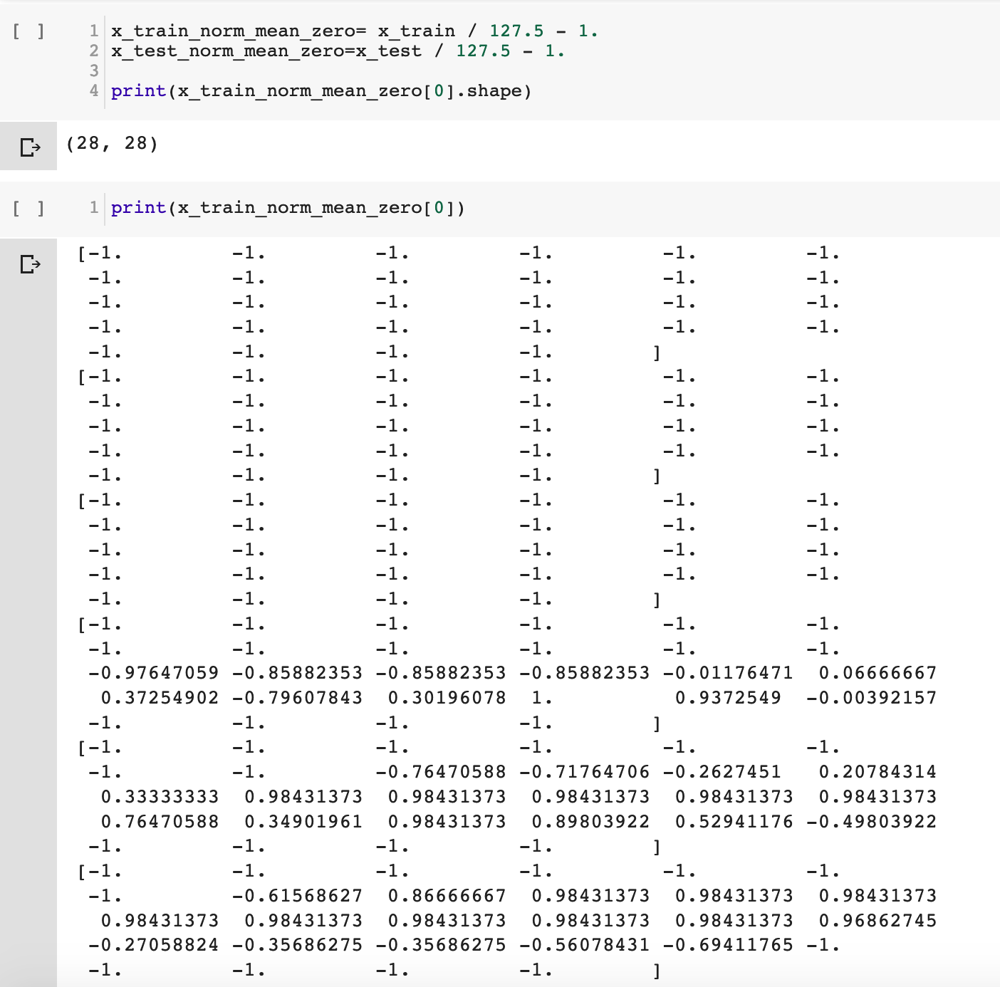 [ ] 1 x_train_norm_mean_zero= x_train / 127.5 - 1.
2 x_test_norm_mean_zero=x_test / 127.5 - 1.
3
4 print(x_train_norm_mean_zero[0].shape)
(28, 28)
[ ] 1 print(x_train_norm_mean_zero[0])
[-1. -1. -1. -1. -1. -1.
-1. -1. -1. -1. -1. -1.
-1. -1. -1. -1. -1. -1.
-1. -1. -1. -1. -1. -1.
-1. -1. -1. -1. ]
[-1. -1. -1. -1. -1. -1.
-1. -1. -1. -1. -1. -1.
-1. -1. -1. -1. -1. -1.
-1. -1. -1. -1. -1. -1.
-1. -1. -1. -1. ]
[-1. -1. -1. -1. -1. -1.
-1. -1. -1. -1. -1. -1.
-1. -1. -1. -1. -1. -1.
-1. -1. -1. -1. -1. -1.
-1. -1. -1. -1. ]
[-1. -1. -1. -1. -1. -1.
-1. -1. -1. -1. -1. -1.
-0.97647059 -0.85882353 -0.85882353 -0.85882353 -0.01176471 0.06666667
0.37254902 -0.79607843 0.30196078 1. 0.9372549 -0.00392157
-1. -1. -1. -1. ]
[-1. -1. -1. -1. -1. -1.
-1. -1. -0.76470588 -0.71764706 -0.2627451 0.20784314
0.33333333 0.98431373 0.98431373 0.98431373 0.98431373 0.98431373
0.76470588 0.34901961 0.98431373 0.89803922 0.52941176 -0.49803922
-1. -1. -1. -1. ]
[-1. -1. -1. -1. -1. -1.
-1. -0.61568627 0.86666667 0.98431373 0.98431373 0.98431373
0.98431373 0.98431373 0.98431373 0.98431373 0.98431373 0.96862745
-0.27058824 -0.35686275 -0.35686275 -0.56078431 -0.69411765 -1.
-1. -1. -1. -1. ]